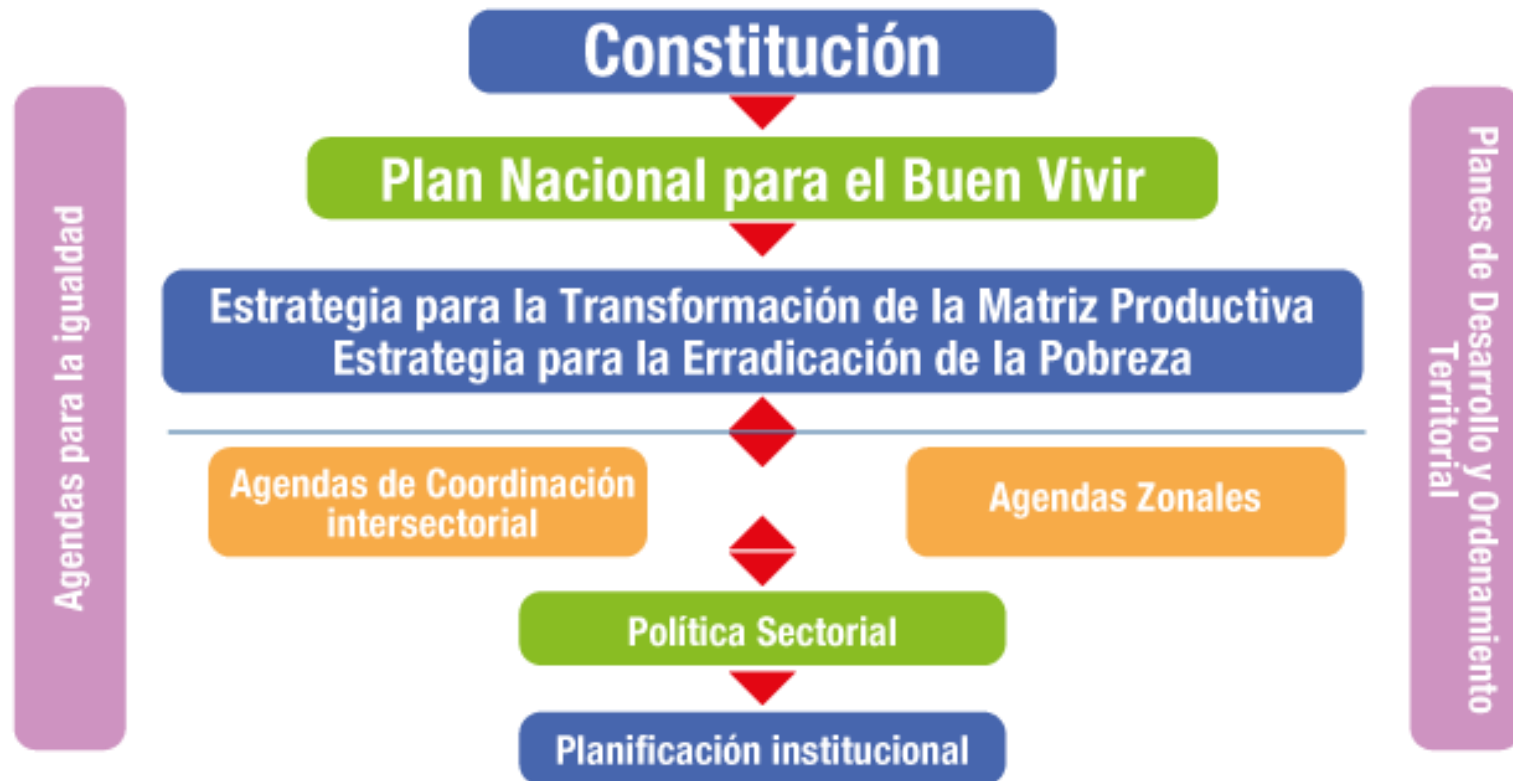 Constitución
Agendas para la igualdad
Plan Nacional para el Buen Vivir
Estrategia para la Transformación de la Matriz Productiva
Estrategia para la Erradicación de la Pobreza
Agendas de Coordinación
intersectorial
Agendas Zonales
Política Sectorial
Planificación institucional
Planes de Desarrollo y Ordenamiento
Territorial